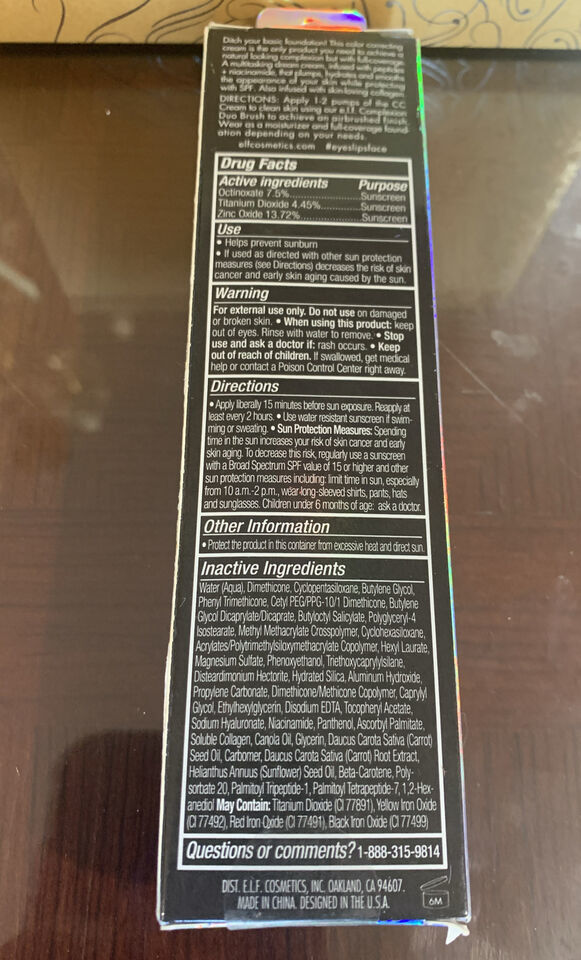 Ditch your basic foundation! This color correcting
cream is the only product you need to achieve a
natural looking complexion but with full-coverage.
A multitasking dream cream, infused with peptides
+ niacinamide, that plumps, hydrates and smooths
the appearance of your skin while protecting
with SPF. Also infused with skin-loving collagen
DIRECTIONS: Apply 1-2 pumps of the CC
Cream to clean skin using our e.l.f. Complexion
Duo Brush to achieve an airbrushed finish.
Wear as a moisturizer and full-coverage found-
ation depending on your needs.
elfcosmetics.com #eyeslipsface
Drug Facts
Active ingredients Purpose
Octinoxate 7.5%....................Sunscreen
Titanium Dioxide 4.45%..............Sunscreen
Zinc Oxide 13.72%..................Sunscreen
Use
• Helps prevent sunburn
• If used as directed with other sun protection
measures (see Directions) decreases the risk of skin
cancer and early skin aging caused by the sun.
Warning
For external use only. Do not use on damaged
or broken skin. • When using this product: keep
out of eyes. Rinse with water to remove. • Stop
use and ask a doctor if: rash occurs. • Keep
out of reach of children. If swallowed, get medical
help or contact a Poison Control Center right away.
Directions
• Apply liberally 15 minutes before sun exposure. Reapply at
least every 2 hours. • Use water resistant sunscreen if swim-
ming or sweating. • Sun Protection Measures: Spending
time in the sun increases your risk of skin cancer and early
skin aging. To decrease this risk, regularly use a sunscreen
with a Broad Spectrum SPF value of 15 or higher and other
sun protection measures including: limit time in sun, especially
from 10 a.m.-2 p.m., wear long-sleeved shirts, pants, hats
and sunglasses. Children under 6 months of age: ask a doctor.
Other Information
• Protect the product in this container from excessive heat and direct sun.
Inactive Ingredients
Water (Aqua), Dimethicone, Cyclopentasiloxane, Butylene Glycol,
Phenyl Trimethicone, Cetyl PEG/PPG-10/1 Dimethicone, Butylene
Glycol Dicaprylate/Dicaprate, Butyloctyl Salicylate, Polyglyceryl-4
Isostearate, Methyl Methacrylate Crosspolymer, Cyclohexasiloxane,
Acrylates/Polytrimethylsiloxymethacrylate Copolymer, Hexyl Laurate,
Magnesium Sulfate, Phenoxyethanol, Triethoxycaprylylsilane,
Disteardimonium Hectorite, Hydrated Silica, Aluminum Hydroxide,
Propylene Carbonate, Dimethicone/Methicone Copolymer, Caprylyl
Glycol, Ethylhexylglycerin, Disodium EDTA, Tocopheryl Acetate,
Sodium Hyaluronate, Niacinamide, Panthenol, Ascorbyl Palmitate,
Soluble Collagen, Canola Oil, Glycerin, Daucus Carota Sativa (Carrot)
Seed Oil, Carbomer, Daucus Carota Sativa (Carrot) Root Extract,
Helianthus Annuus (Sunflower) Seed Oil, Beta-Carotene, Poly-
sorbate 20, Palmitoyl Tripeptide-1, Palmitoyl Tetrapeptide-7, 1,2-Hex-
anediol May Contain: Titanium Dioxide (CI 77891), Yellow Iron Oxide
(CI 77492), Red Iron Oxide (CI 77491), Black Iron Oxide (CI 77499)
Questions or comments? 1-888-315-9814
DIST. E.L.F. COSMETICS, INC. OAKLAND, CA 94607.
MADE IN CHINA. DESIGNED IN THE U.S.A.
6M